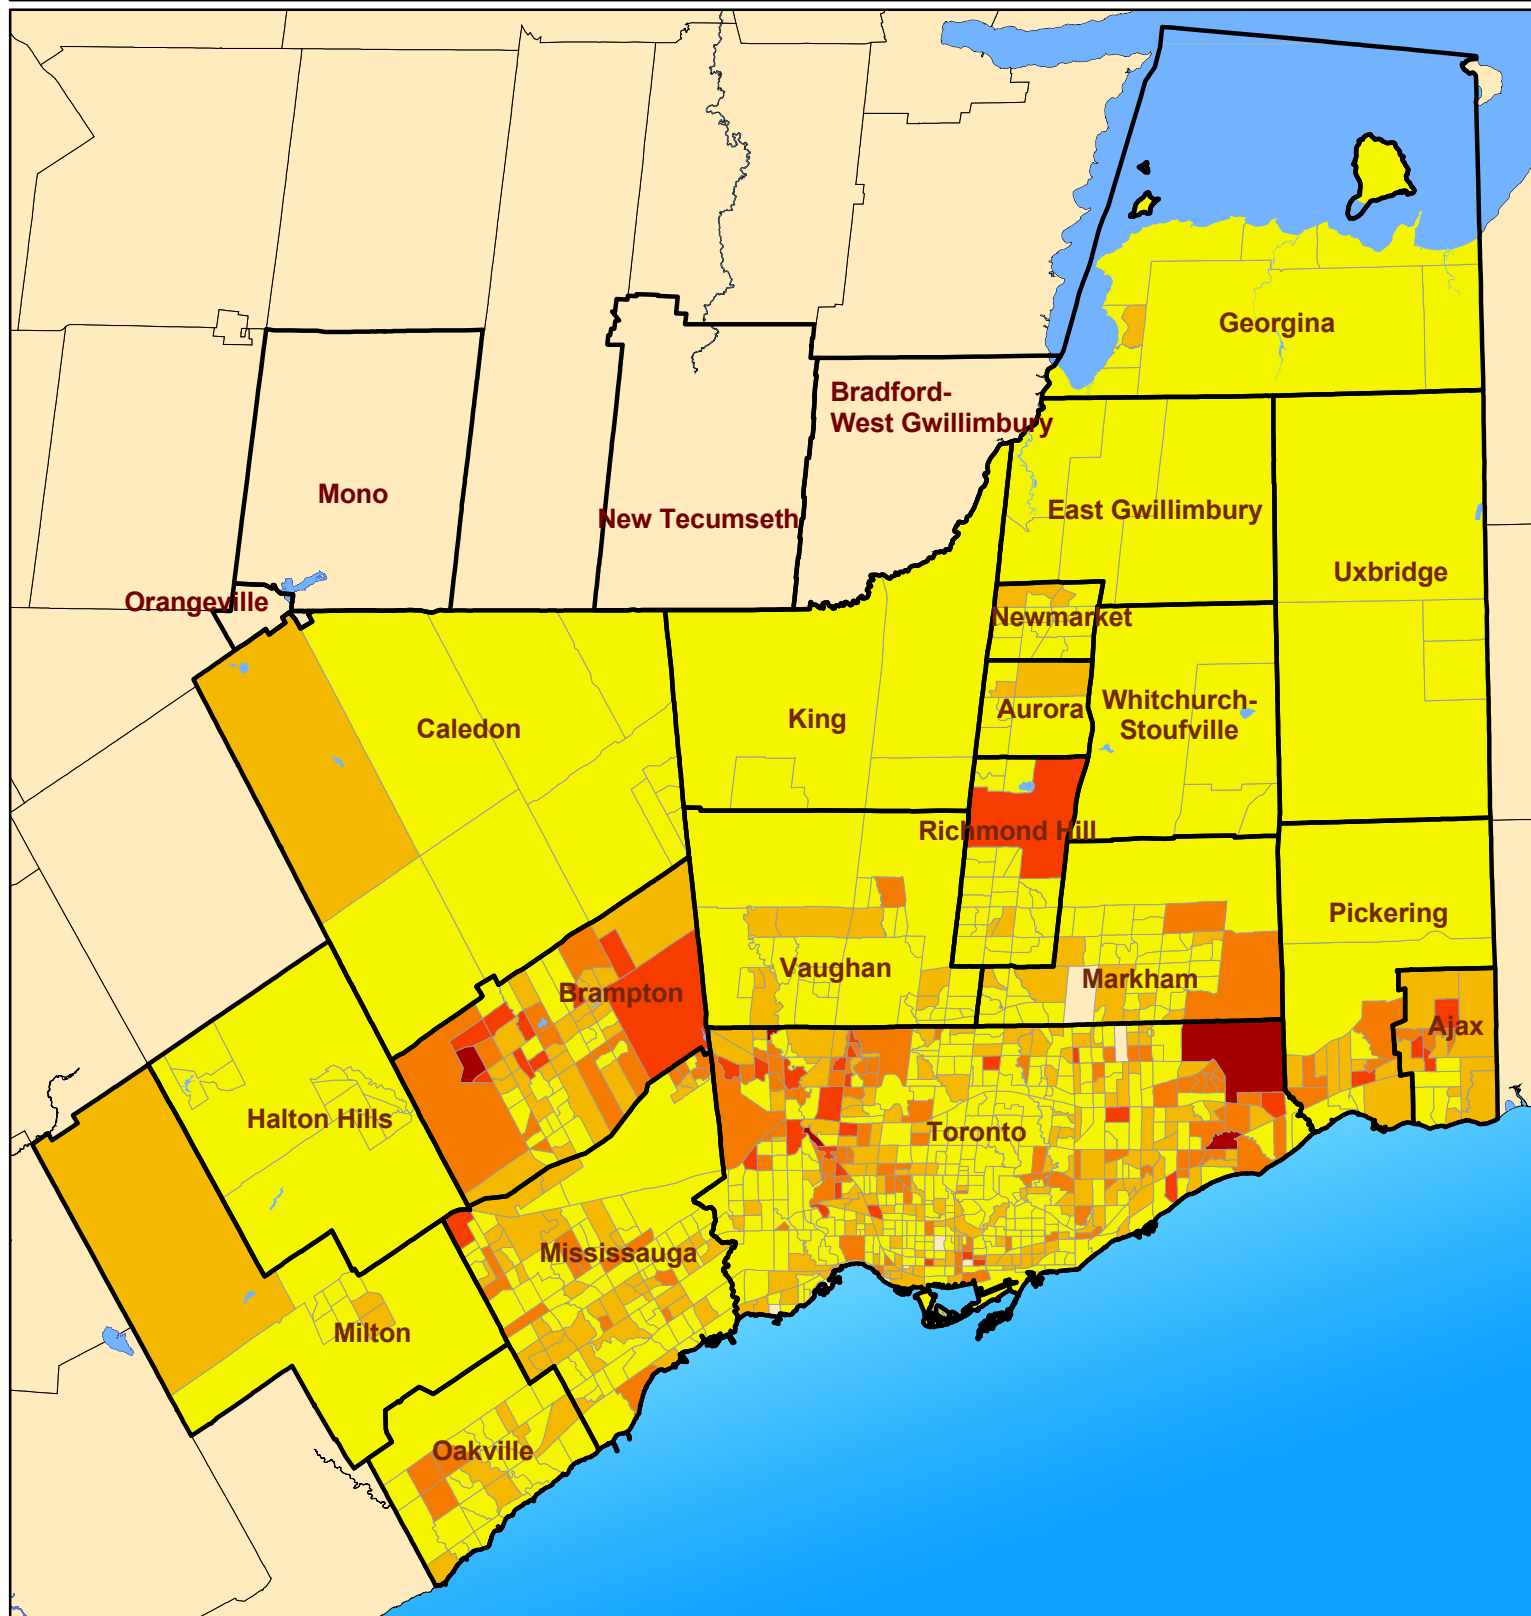 Georgina
Bradford-
West Gwillimbury
Mono
New Tecumseth
East Gwillimbury
Uxbridge
Orangeville
Newmarket
Caledon
King
Aurora
Whitchurch-
Stoufville
Richmond Hill
Pickering
Vaughan
Markham
Brampton
Ajax
Halton Hills
Toronto
Mississauga
Milton
Oakville